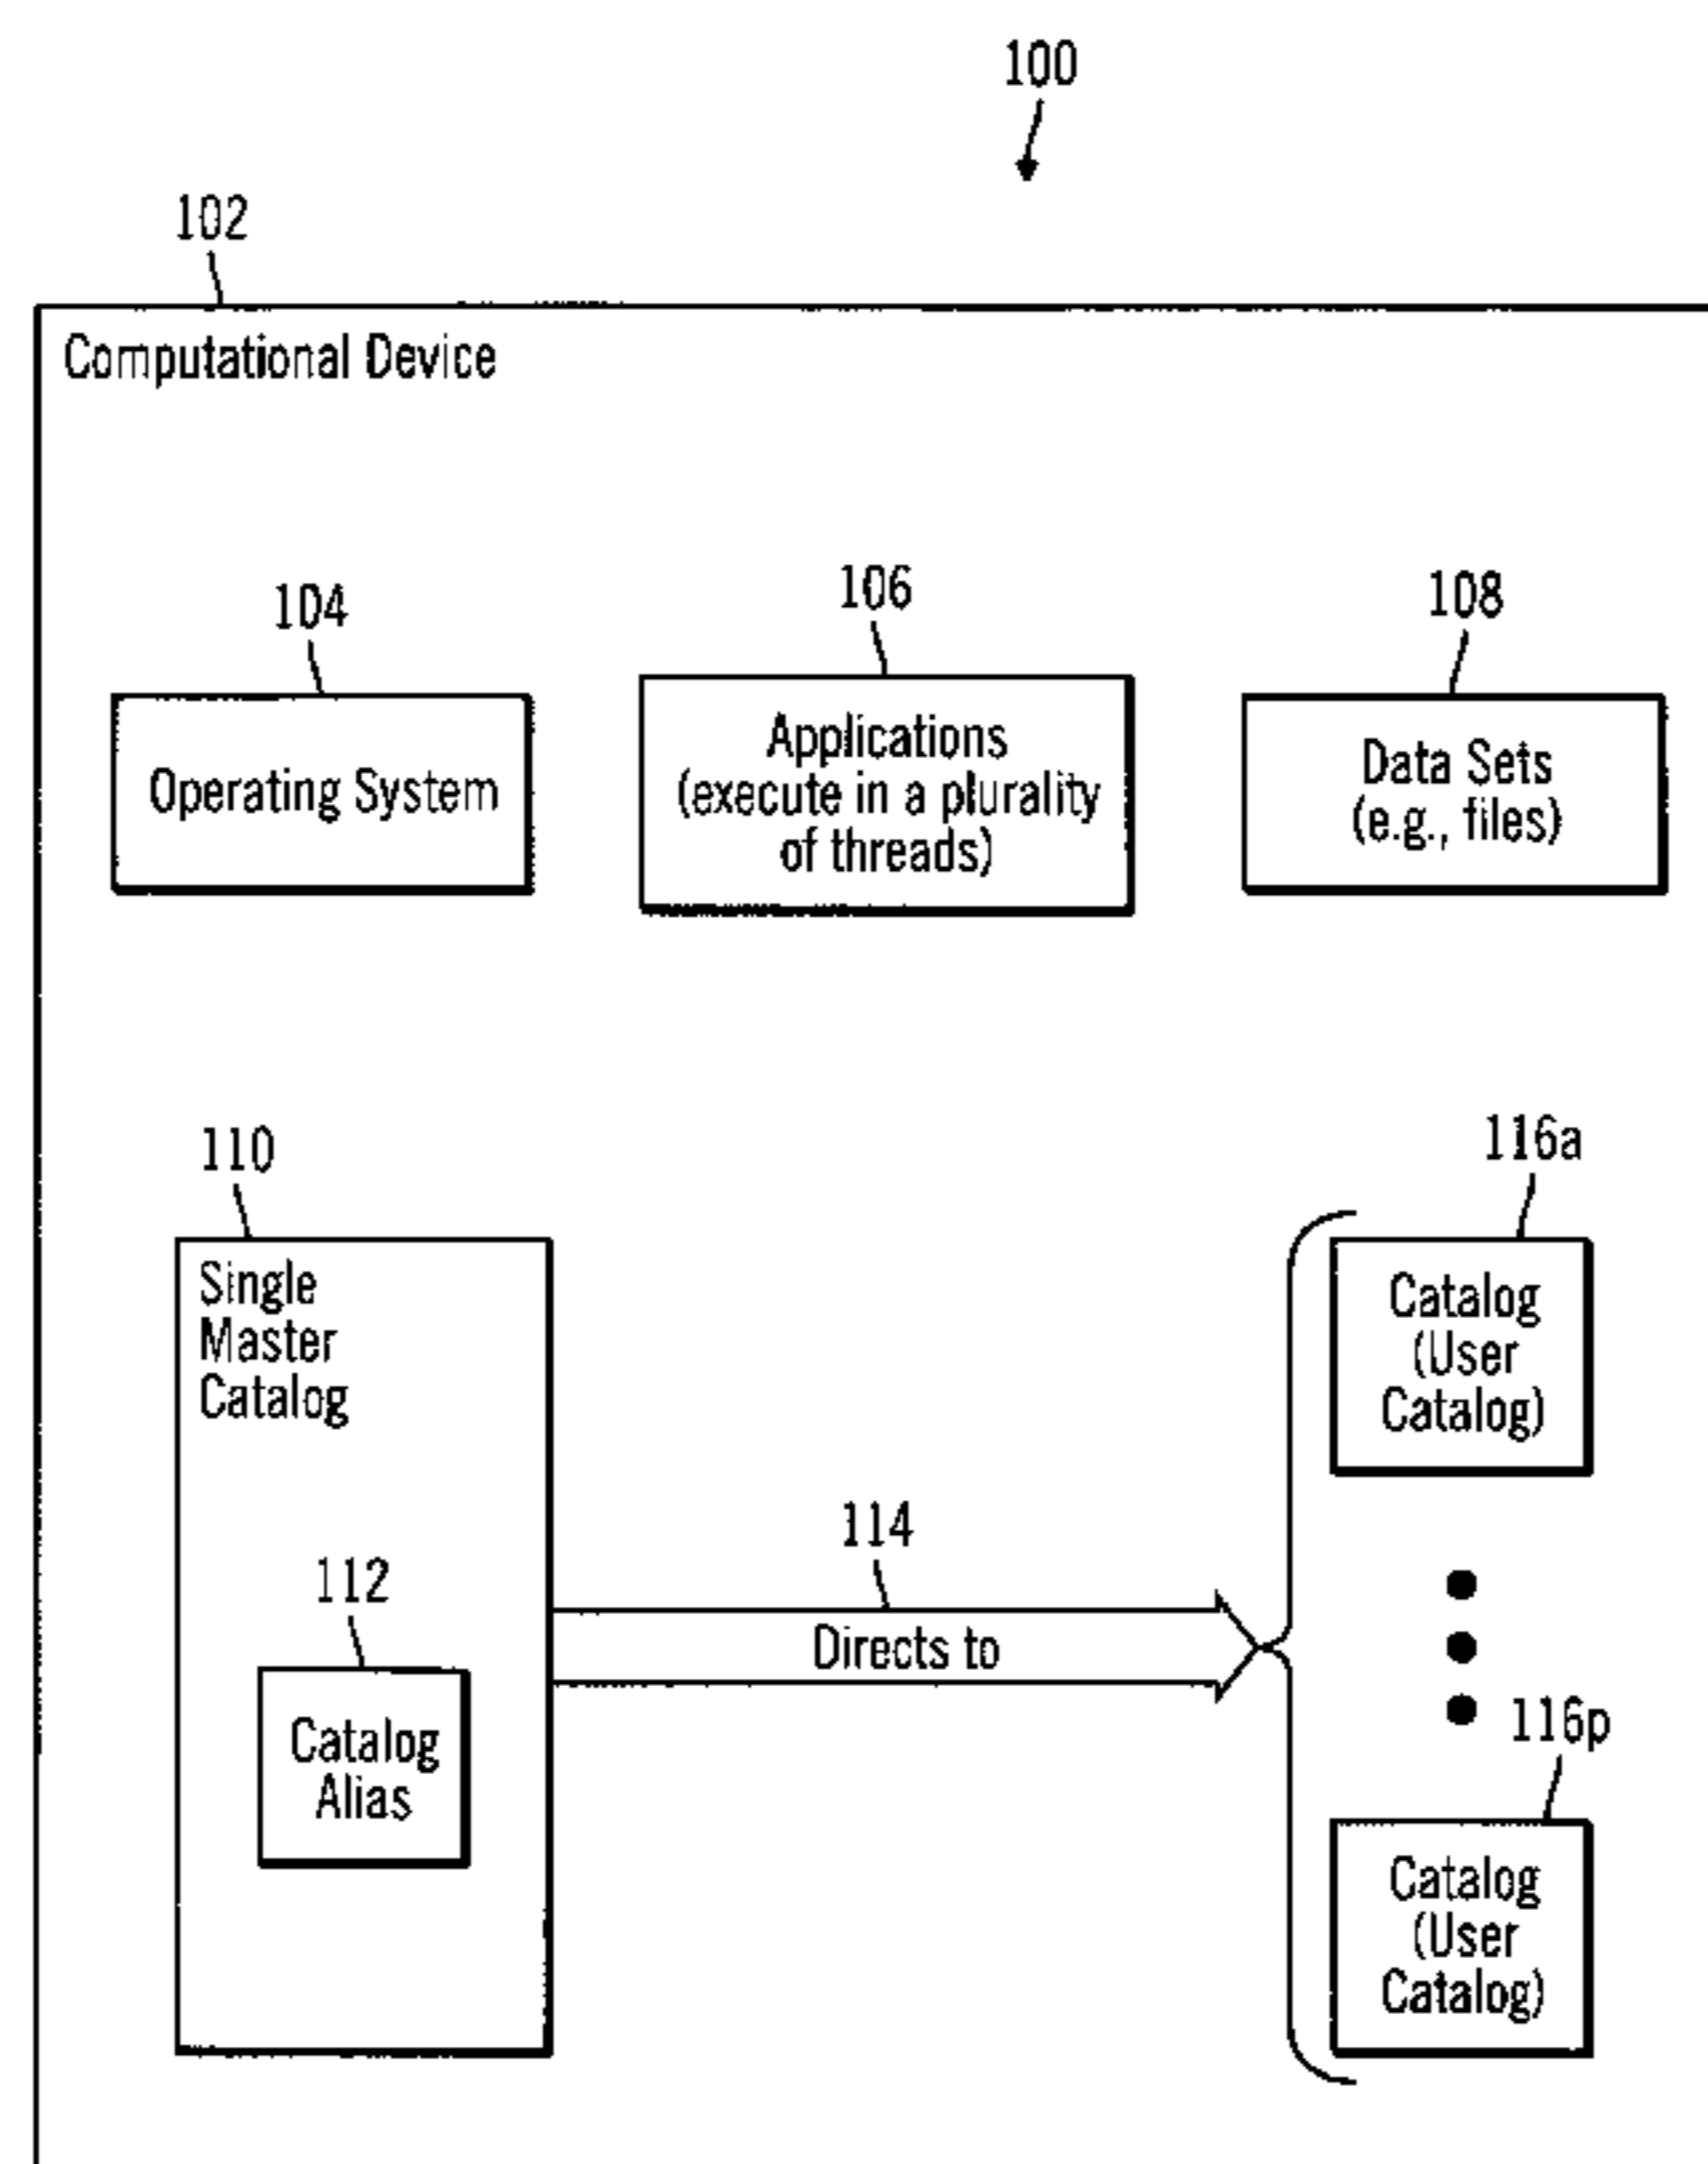 100
102
Computational Device
104
106
108
Operating System
Applications
(execute in a plurality
of threads)
Data Sets
(e.g., files)
110
116a
Single
Master
Catalog
Catalog
(User
Catalog)
114
Directs to
112
Catalog
Alias
116p
Catalog
(User
Catalog)